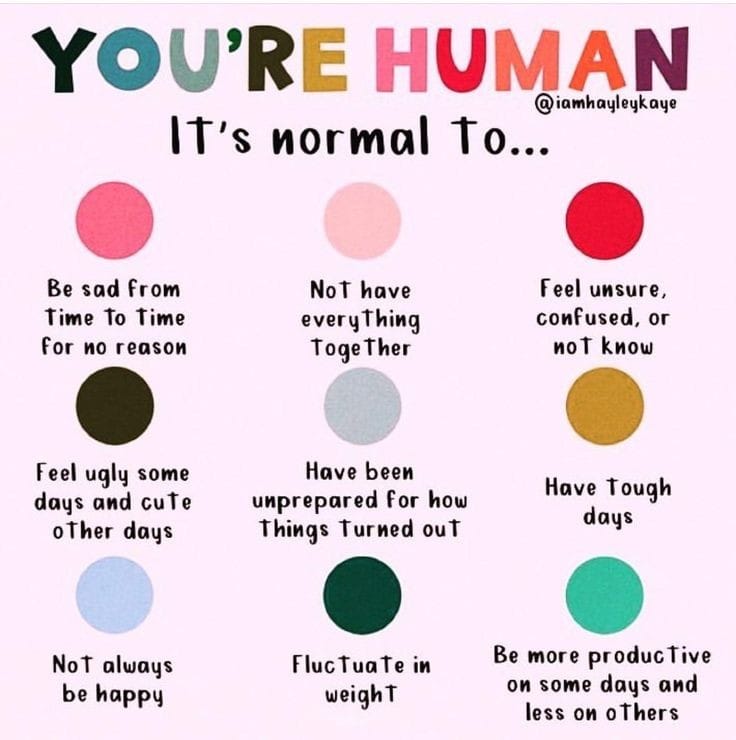 YOU'RE HUMAN
@iamhayleykaye
It's normal to...
Be sad from
time to time
for no reason
Not have
everything
together
Feel unsure,
confused, or
not know
Feel ugly some
days and cute
other days
Have been
unprepared for how
things turned out
Have tough
days
Not always
be happy
Fluctuate in
weight
Be more productive
on some days and
less on others